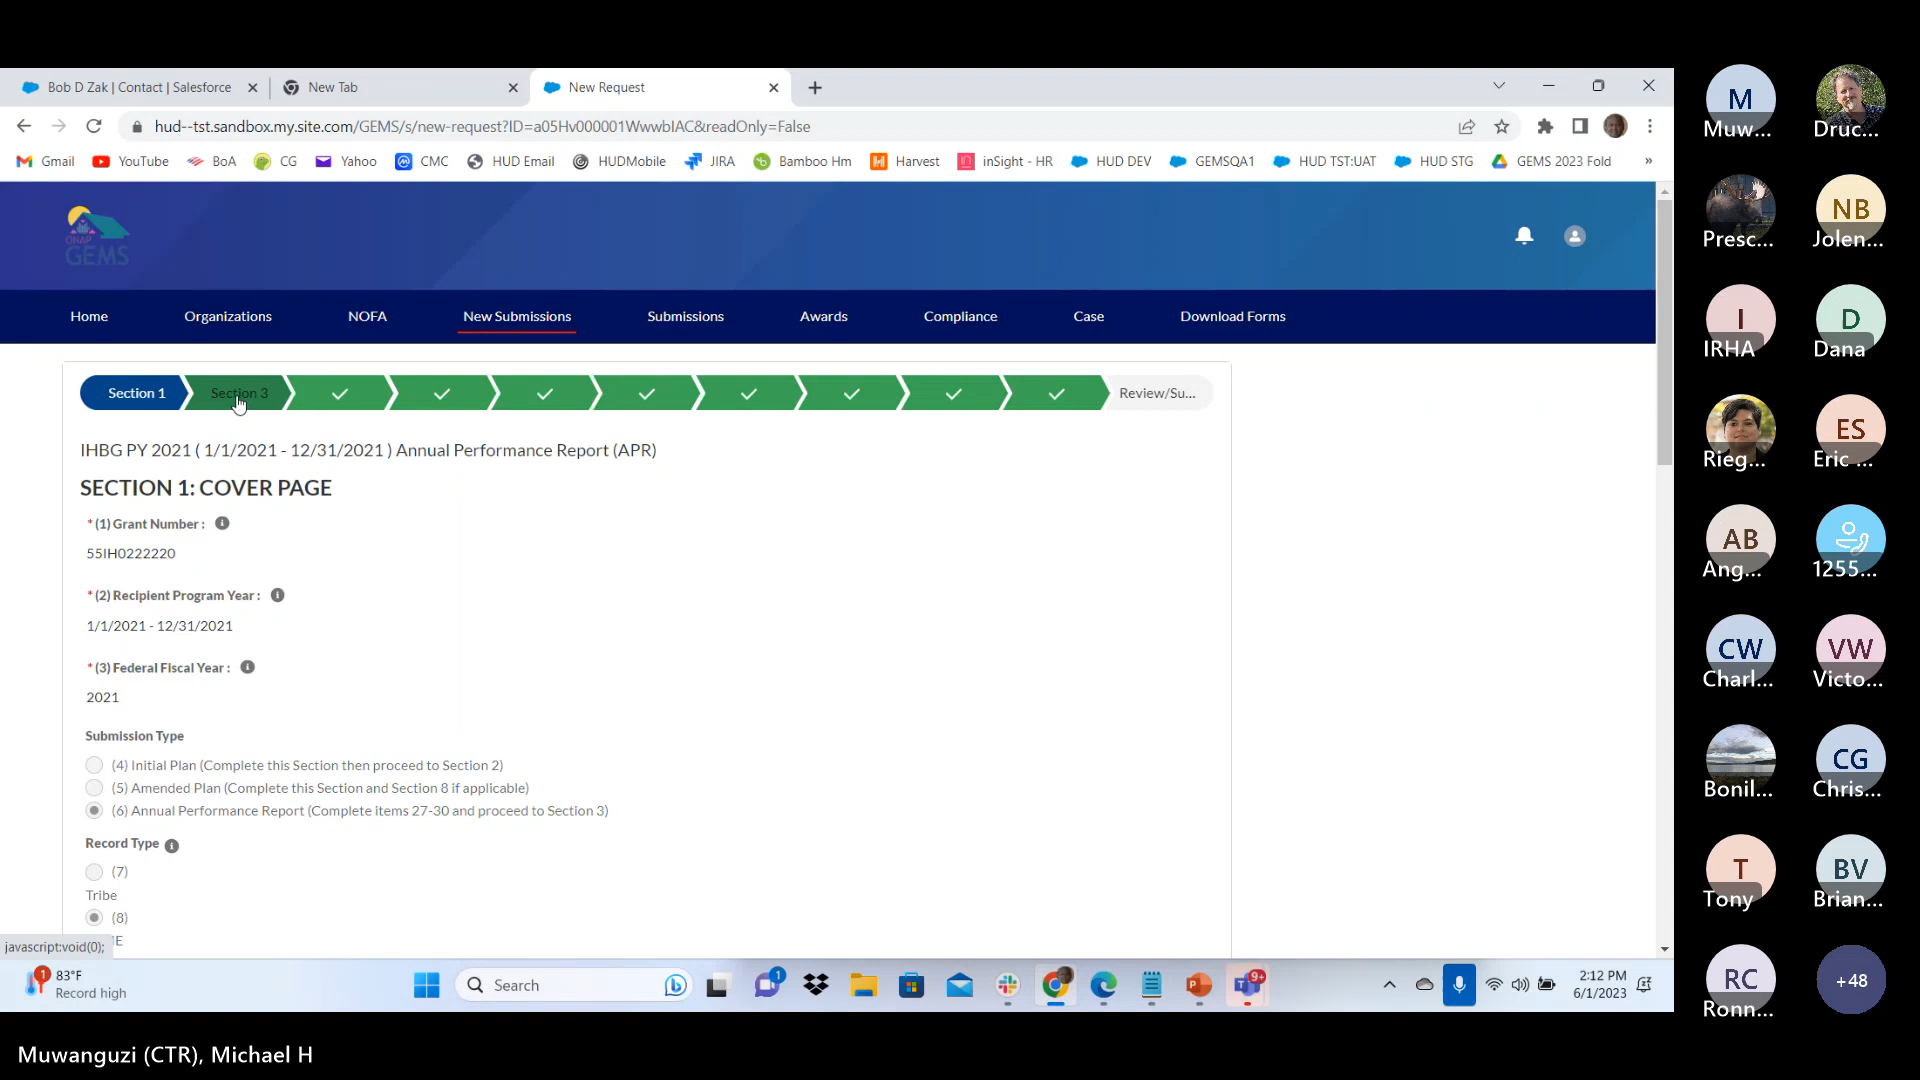 Bob D Zak | Contact | Salesforce
New Tab
New Request
hud--tst.sandbox.my.site.com/GEMS/s/new-request?ID=a05Hv000001WwwbIAC&readOnly=False
Gmail YouTube BoA CG Yahoo CMC HUD Email HUDMobile JIRA Bamboo Hm Harvest inSight - HR HUD DEV GEMSQA1 HUD TST:UAT HUD STG GEMS 2023 Fold »
ONAP
GEMS
Home Organizations NOFA New Submissions Submissions Awards Compliance Case Download Forms
Section 1 Section 3 Review/Su...
IHBG PY 2021 ( 1/1/2021 - 12/31/2021 ) Annual Performance Report (APR)
SECTION 1: COVER PAGE
*(1) Grant Number :
55IH0222220
*(2) Recipient Program Year :
1/1/2021 - 12/31/2021
*(3) Federal Fiscal Year :
2021
Submission Type
(4) Initial Plan (Complete this Section then proceed to Section 2)
(5) Amended Plan (Complete this Section and Section 8 if applicable)
(6) Annual Performance Report (Complete items 27-30 and proceed to Section 3)
Record Type
(7)
Tribe
(8)
javascript:void(0);
1
83°F
Record high
Search
1
9+
2:12 PM
6/1/2023
M
Muw...
Druc...
Presc...
NB
Jolen...
I
IRHA
D
Dana
Rieg...
ES
Eric ...
AB
Ang...
1255...
CW
Charl...
VW
Victo...
Bonil...
CG
Chris...
T
Tony
BV
Brian...
RC
Ronn...
+48
Muwanguzi (CTR), Michael H